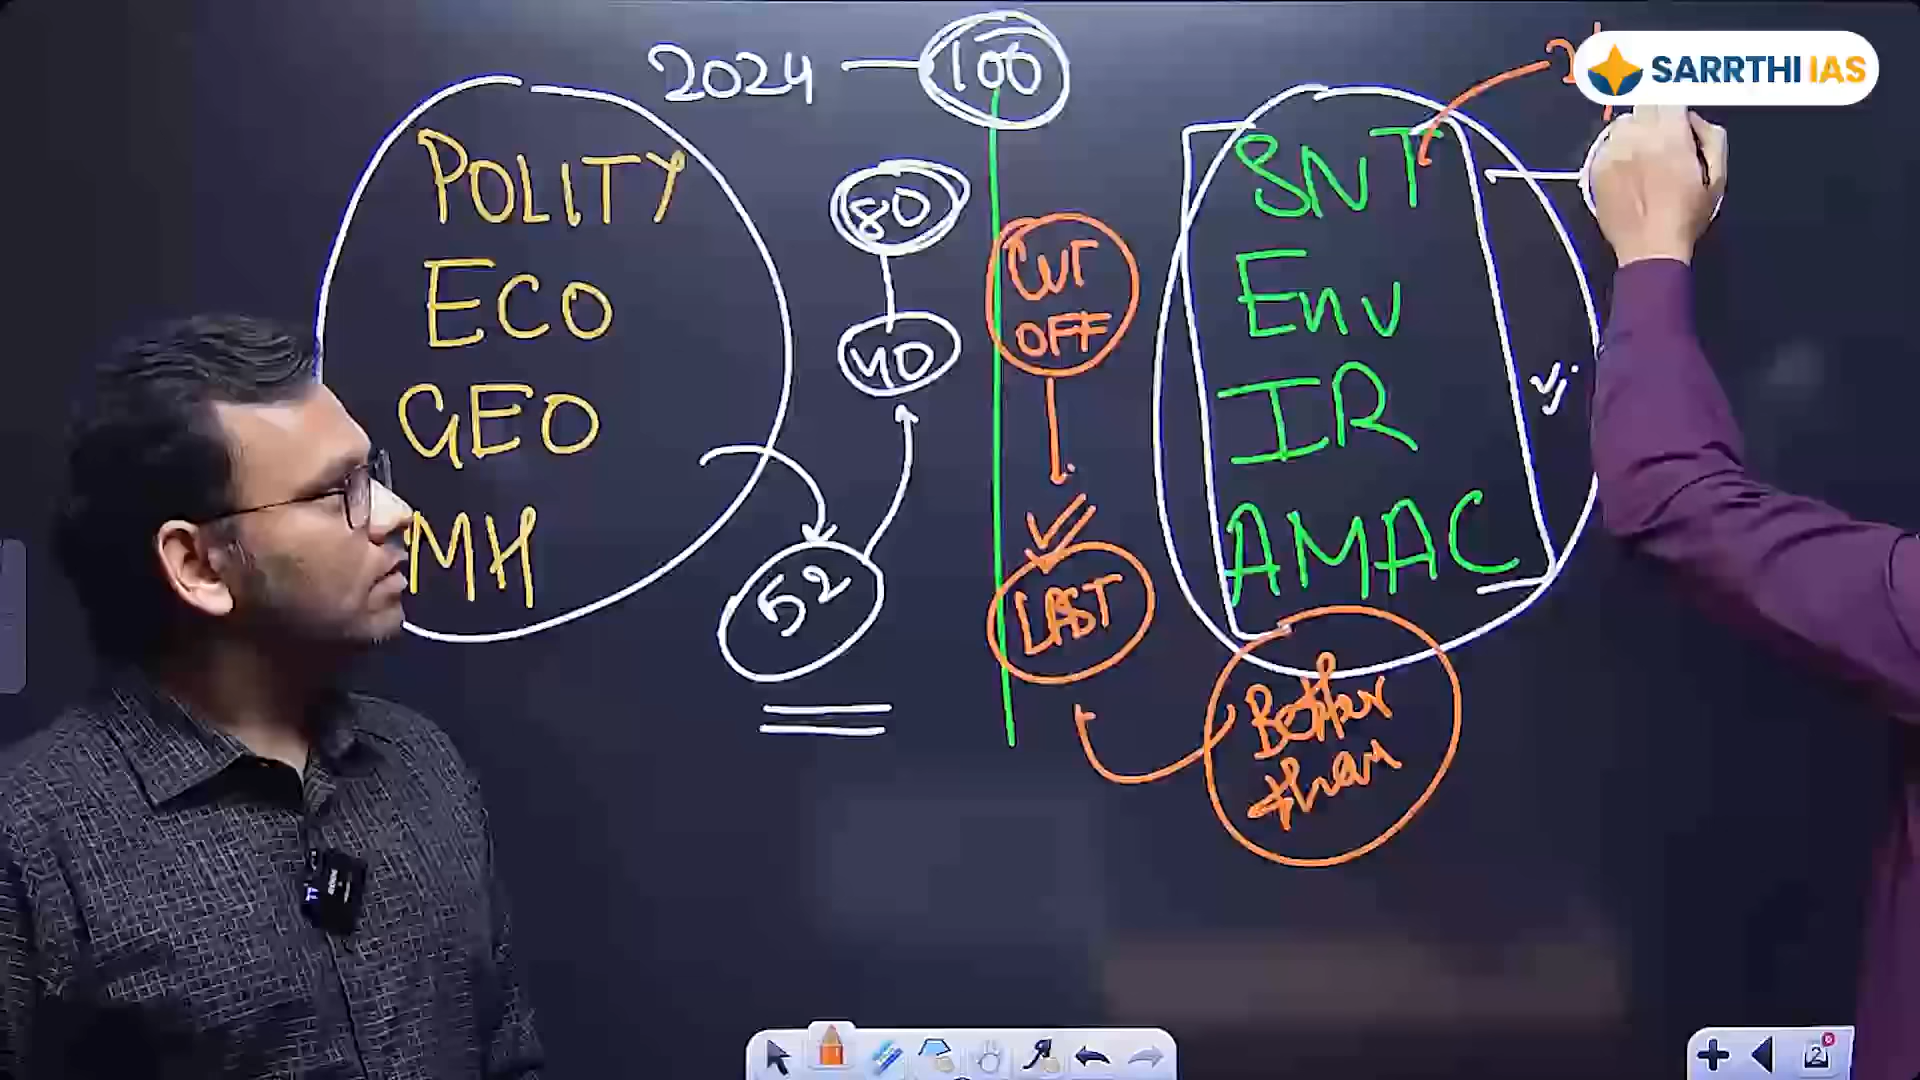 2024 — 100
SARRTHI IAS
POLITY
ECO
GEO
MH
80
40
52
CUT
OFF
LAST
SNT
Env
IR
AMAC
Better
than
2